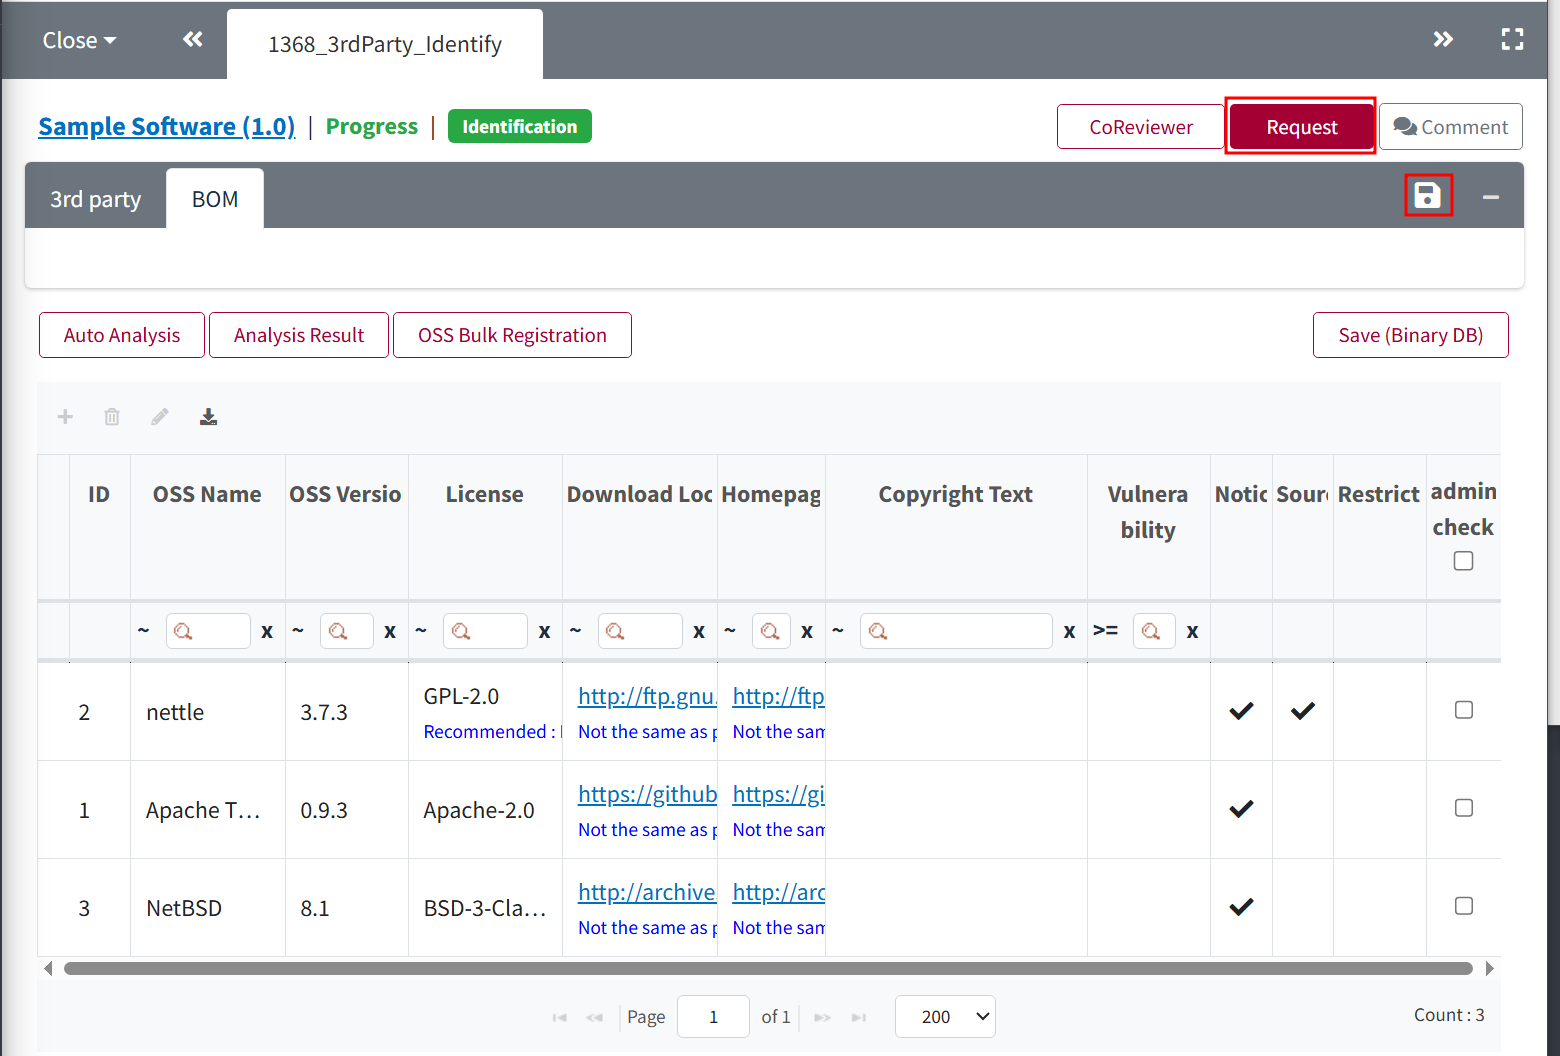 Close
1368_3rdParty_Identify
Sample Software (1.0) | Progress | Identification
CoReviewer Request Comment
3rd party BOM
Auto Analysis Analysis Result OSS Bulk Registration Save (Binary DB)
ID OSS Name OSS Versio License Download Loc Homepag Copyright Text Vulnera bility Notic Sour Restrict admin check
~ x ~ x ~ x ~ x ~ x ~ x >= x
2 nettle 3.7.3 GPL-2.0 http://ftp.gnu. http://ftp
Recommended : Not the same as p Not the sam
1 Apache T... 0.9.3 Apache-2.0 https://github https://gi
Not the same as p Not the sam
3 NetBSD 8.1 BSD-3-Cla... http://archive http://arc
Not the same as p Not the sam
Page 1 of 1 200 Count : 3